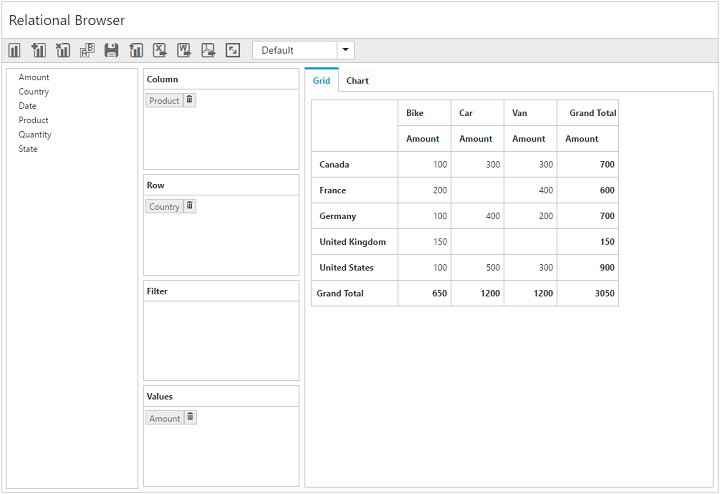 Relational Browser
Default
Amount
Country
Date
Product
Quantity
State
Column
Product
Row
Country
Filter
Values
Amount
Grid Chart
Bike Car Van Grand Total
Amount Amount Amount Amount
Canada 100 300 300 700
France 200 400 600
Germany 100 400 200 700
United Kingdom 150 150
United States 100 500 300 900
Grand Total 650 1200 1200 3050